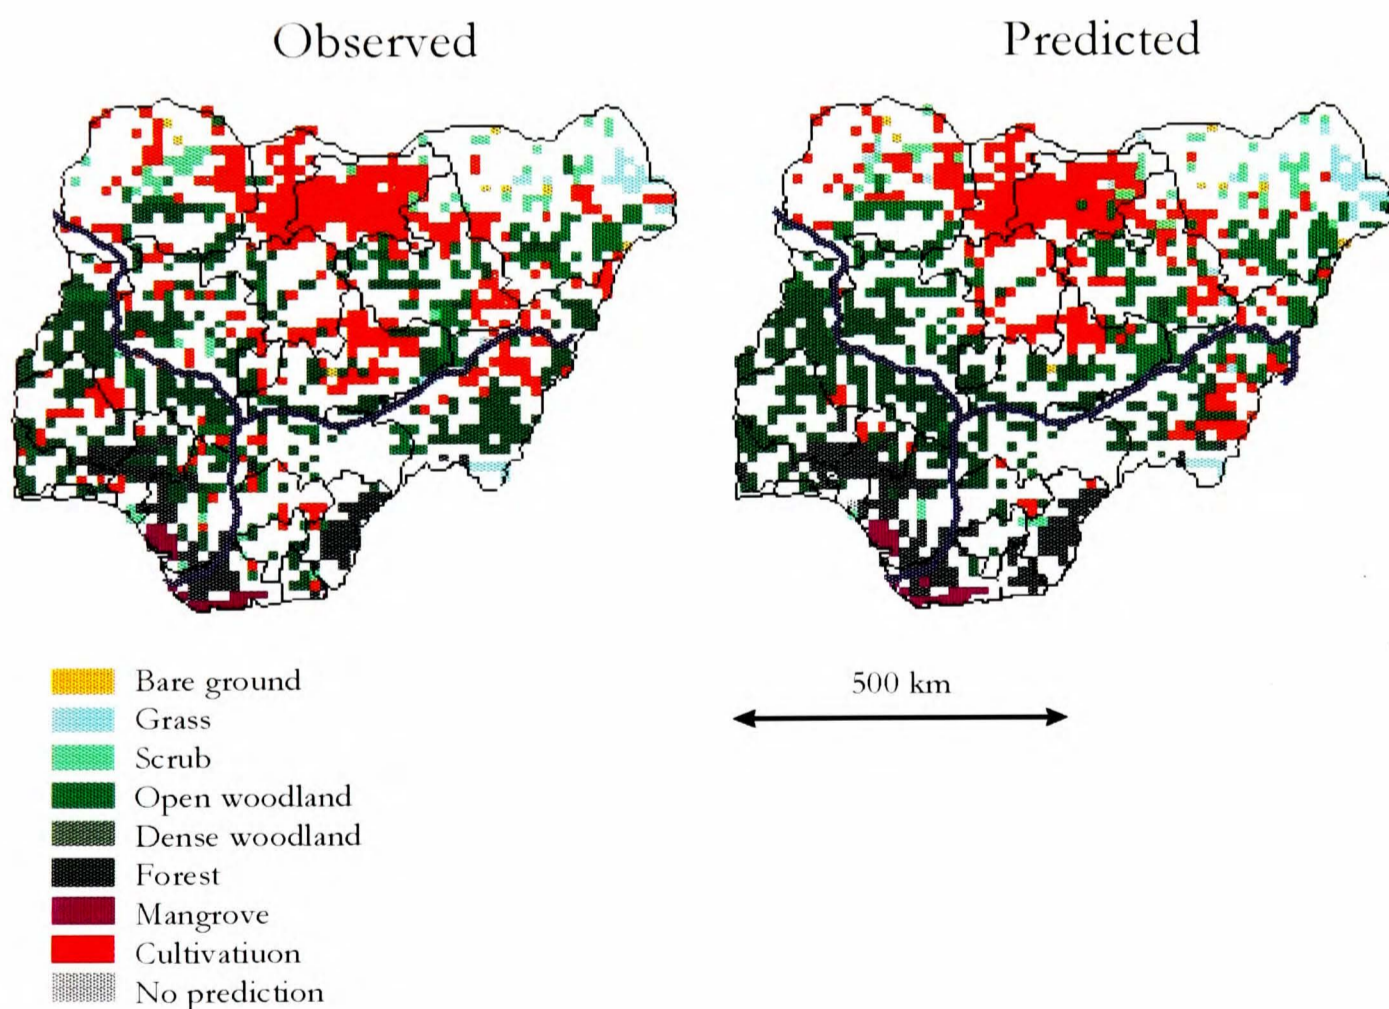 Observed
Predicted
Bare ground
Grass
Scrub
Open woodland
Dense woodland
Forest
Mangrove
Cultivatiuon
No prediction
500 km